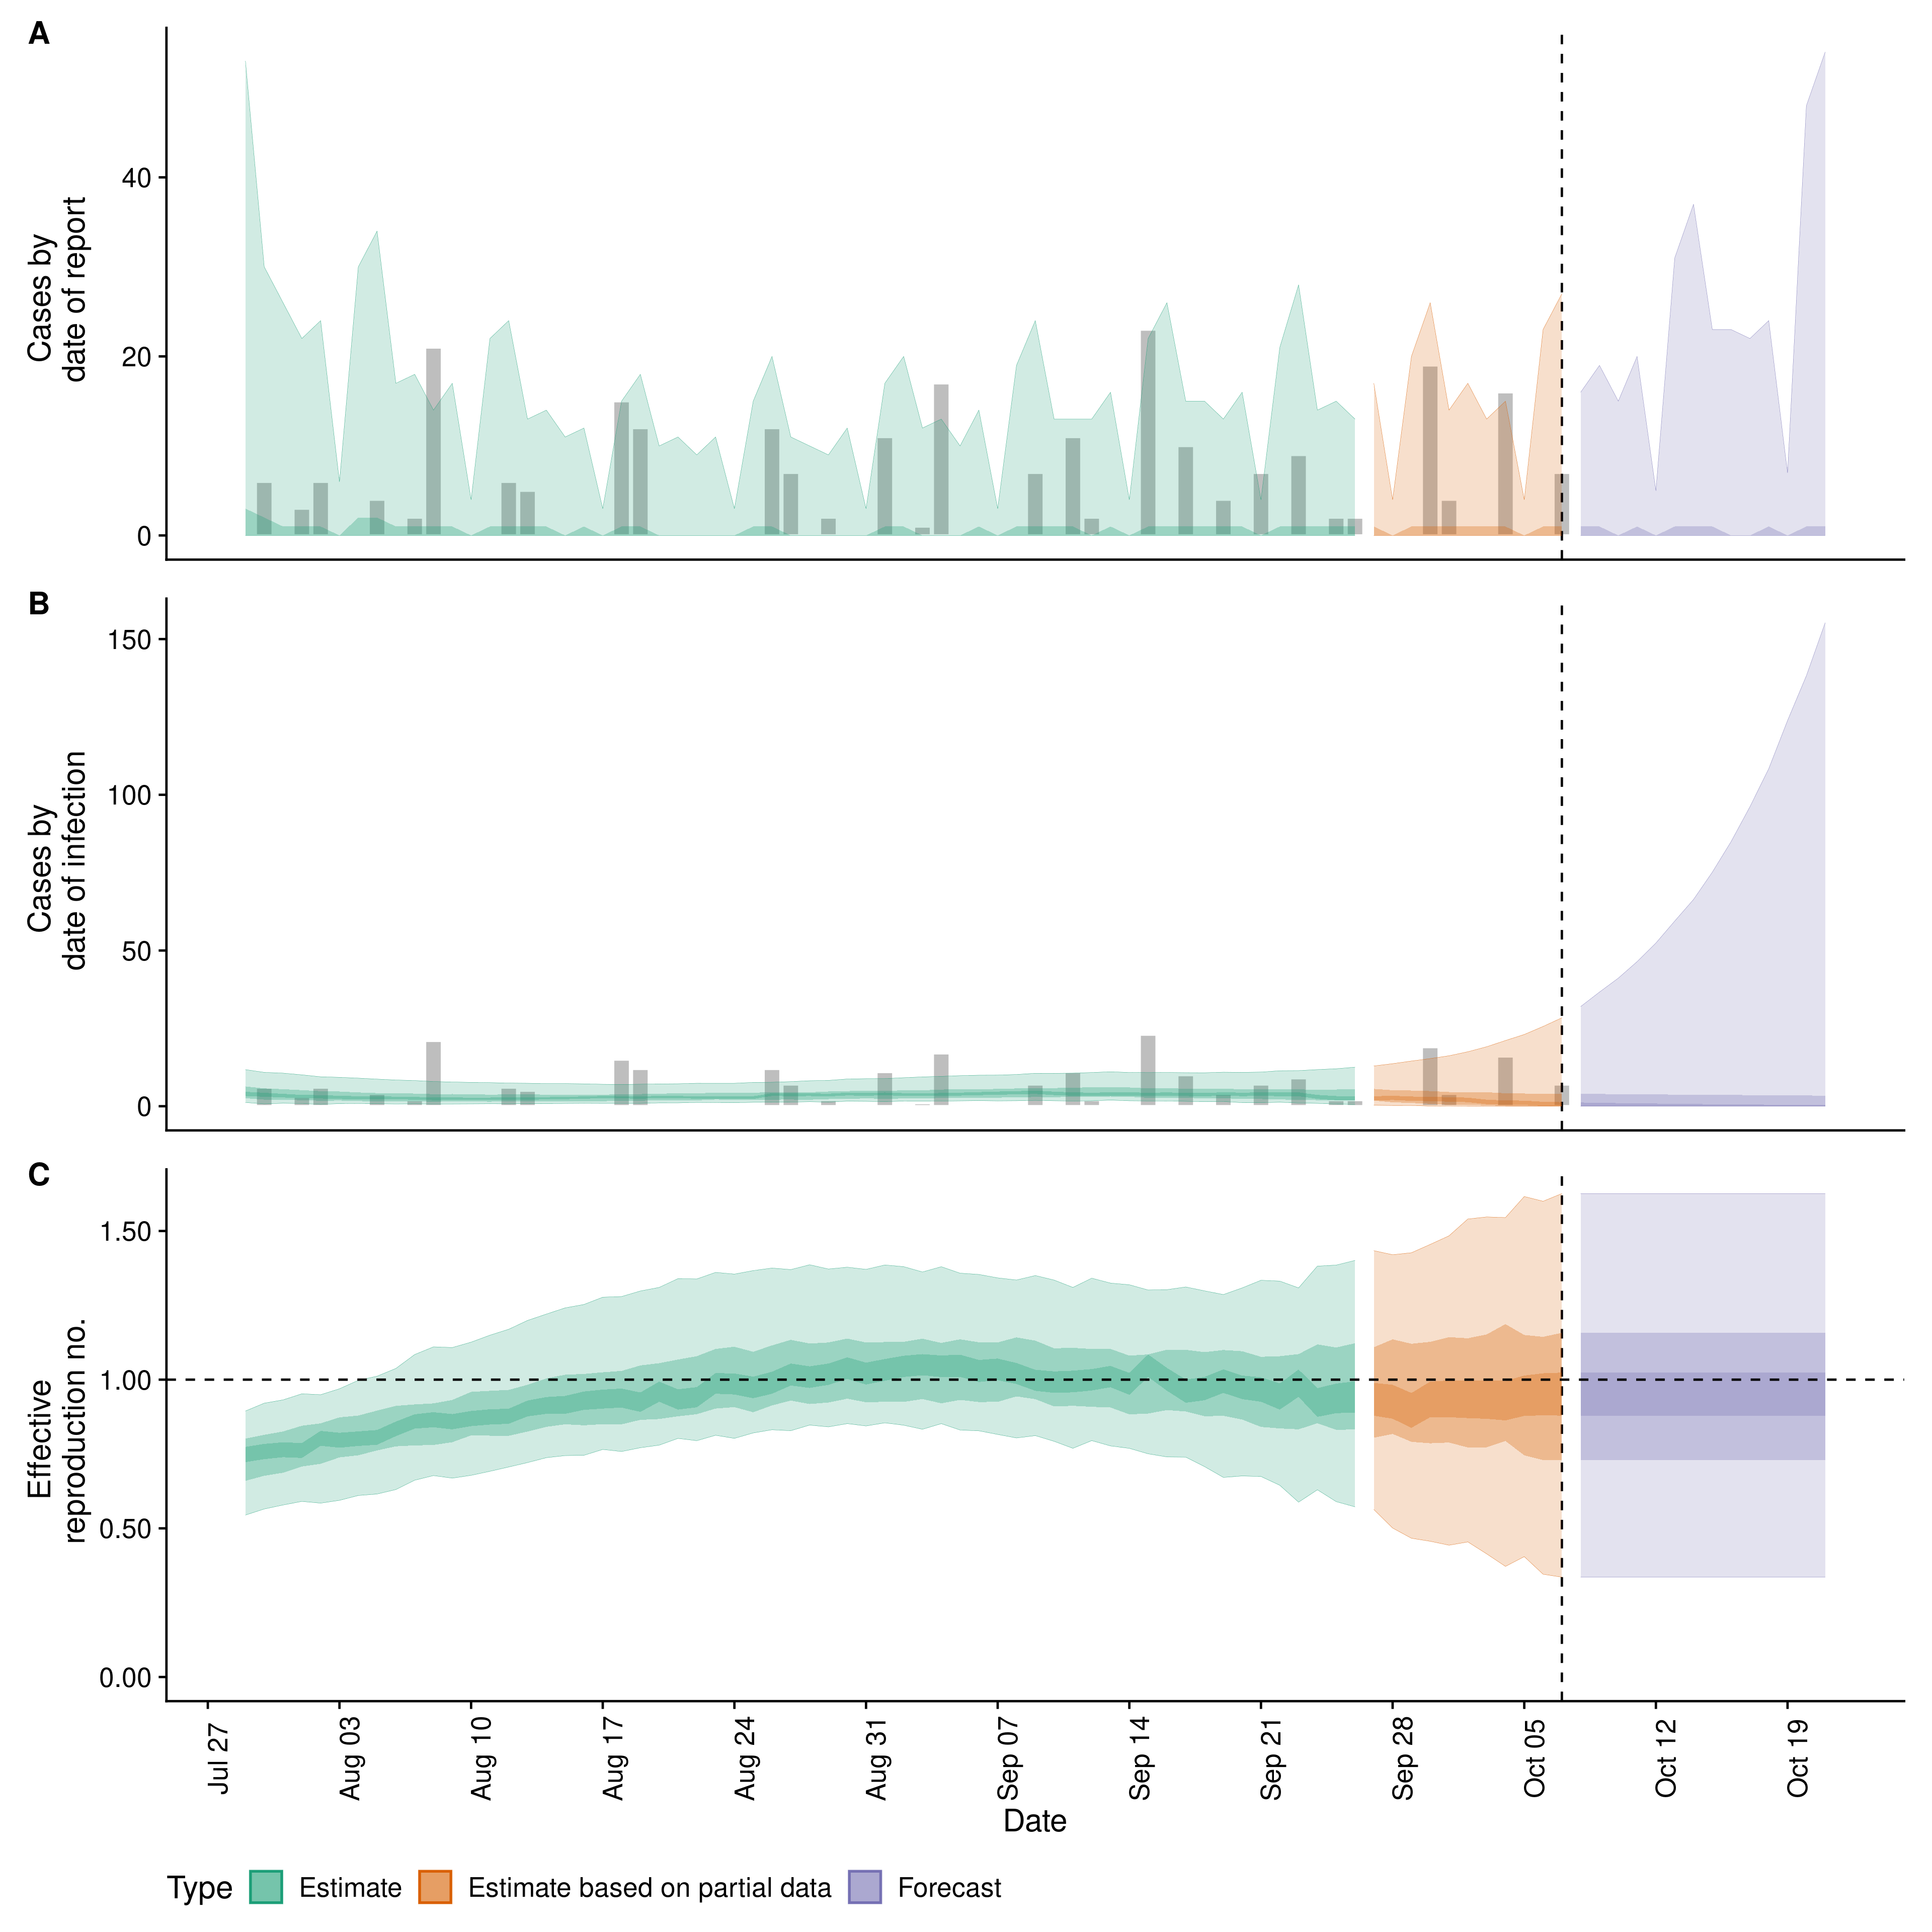 A
Cases by
date of report
40
20
0
B
Cases by
date of infection
150
100
50
0
C
Effective
reproduction no.
1.50
1.00
0.50
0.00
Jul 27
Aug 03
Aug 10
Aug 17
Aug 24
Aug 31
Sep 07
Sep 14
Sep 21
Sep 28
Oct 05
Oct 12
Oct 19
Date
Type Estimate Estimate based on partial data Forecast